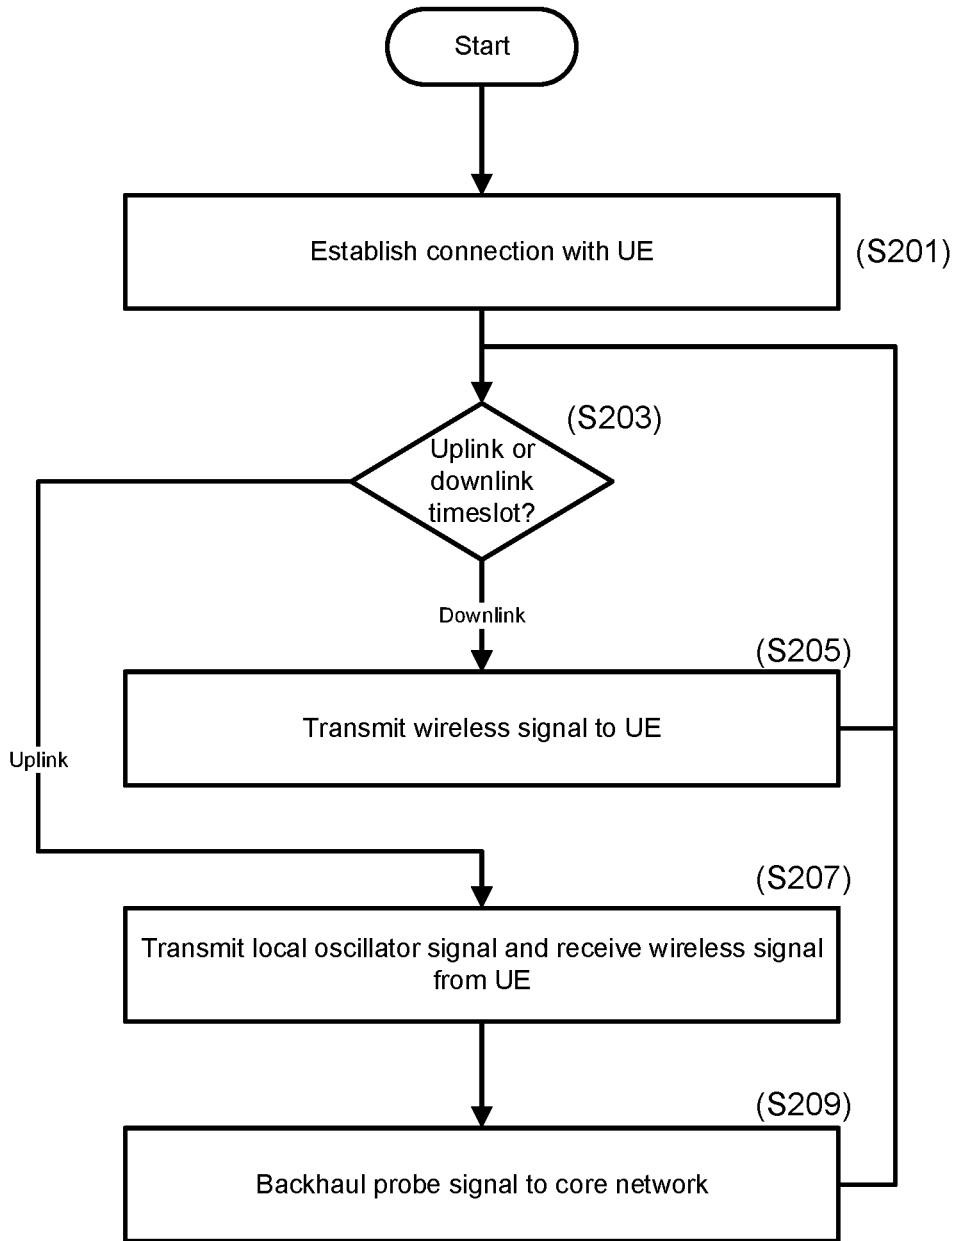 Start
Establish connection with UE
(S201)
(S203)
Uplink or
downlink
timeslot?
Downlink
(S205)
Transmit wireless signal to UE
Uplink
(S207)
Transmit local oscillator signal and receive wireless signal
from UE
(S209)
Backhaul probe signal to core network